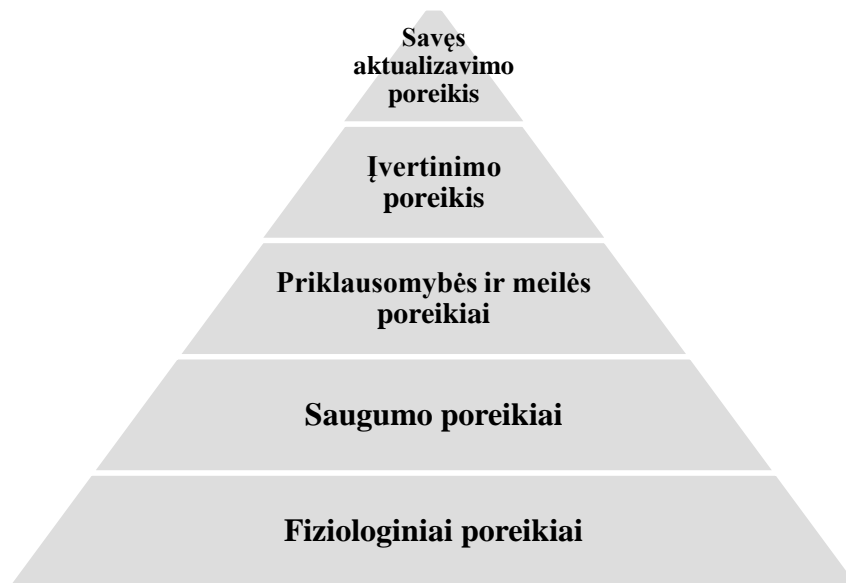 Savęs
aktualizavimo
poreikis
Įvertinimo
poreikis
Priklausomybės ir meilės
poreikiai
Saugumo poreikiai
Fiziologiniai poreikiai